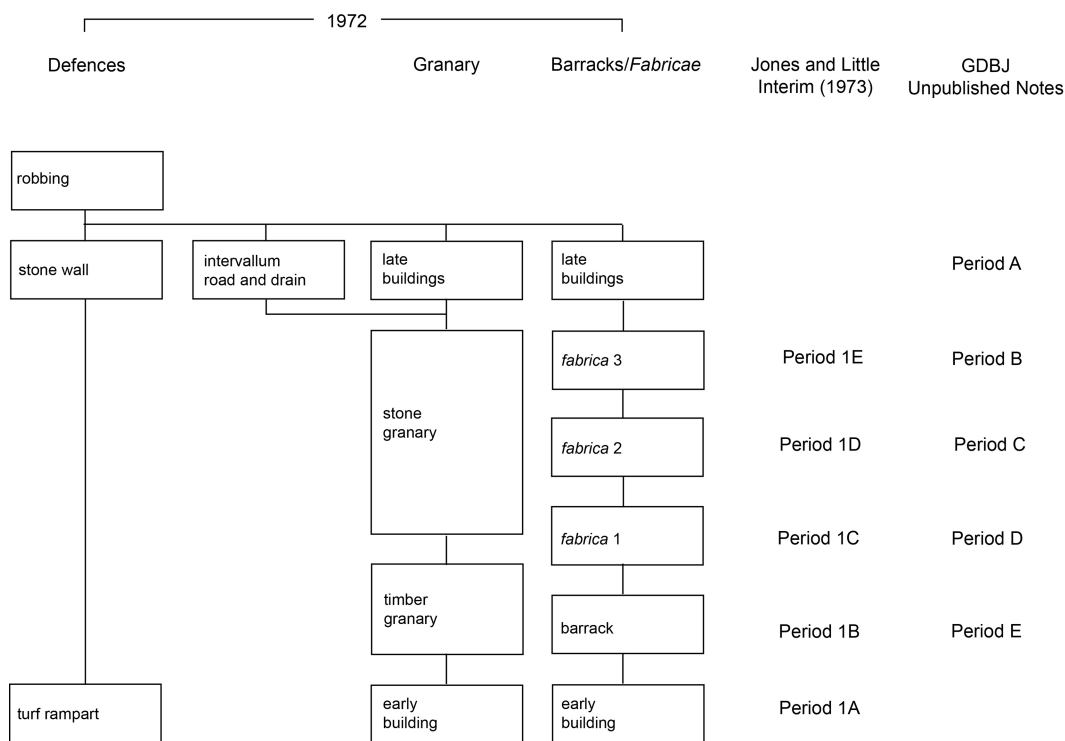 1972
Defences
Granary
Barracks/Fabricae
Jones and Little
Interim (1973)
GDBJ
Unpublished Notes
robbing
stone wall
intervallum
road and drain
late
buildings
late
buildings
Period A
fabrica 3
Period 1E
Period B
stone
granary
fabrica 2
Period 1D
Period C
fabrica 1
Period 1C
Period D
timber
granary
barrack
Period 1B
Period E
turf rampart
early
building
early
building
Period 1A